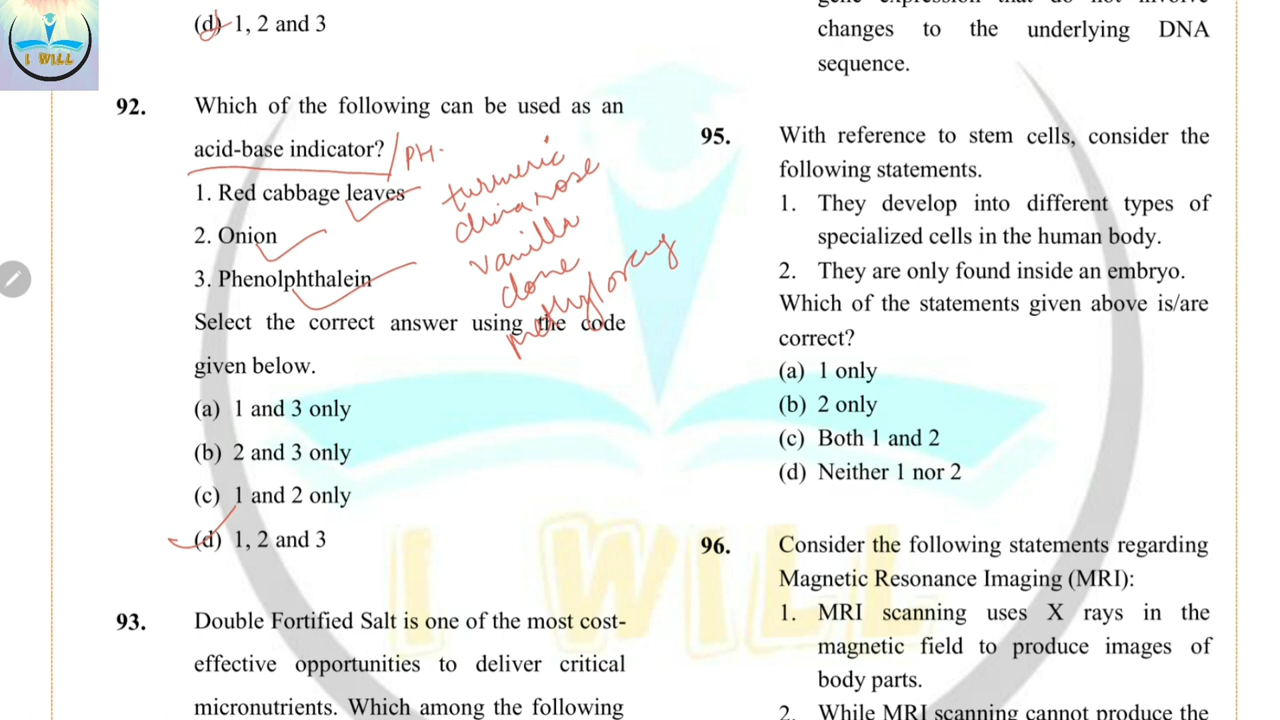 I WILL
(d) 1, 2 and 3
92. Which of the following can be used as an
acid-base indicator? / PH.
1. Red cabbage leaves
2. Onion
3. Phenolphthalein
turmeric
china rose
vanilla
clone
methyl
Select the correct answer using the code
given below.
(a) 1 and 3 only
(b) 2 and 3 only
(c) 1 and 2 only
(d) 1, 2 and 3
93. Double Fortified Salt is one of the most cost-
effective opportunities to deliver critical
micronutrients. Which among the following
gene expression that do not involve
changes to the underlying DNA
sequence.
95. With reference to stem cells, consider the
following statements.
1. They develop into different types of
specialized cells in the human body.
2. They are only found inside an embryo.
Which of the statements given above is/are
correct?
(a) 1 only
(b) 2 only
(c) Both 1 and 2
(d) Neither 1 nor 2
96. Consider the following statements regarding
Magnetic Resonance Imaging (MRI):
1. MRI scanning uses X rays in the
magnetic field to produce images of
body parts.
2. While MRI scanning cannot produce the
I WILL